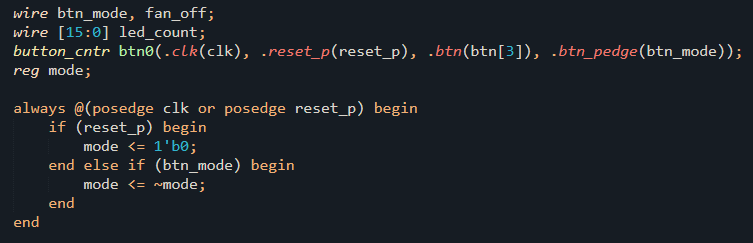 wire btn_mode, fan_off;
wire [15:0] led_count;
button_cntr btn0(.clk(clk), .reset_p(reset_p), .btn(btn[3]), .btn_pedge(btn_mode));
reg mode;
always @(posedge clk or posedge reset_p) begin
if (reset_p) begin
mode <= 1'b0;
end else if (btn_mode) begin
mode <= ~mode;
end
end